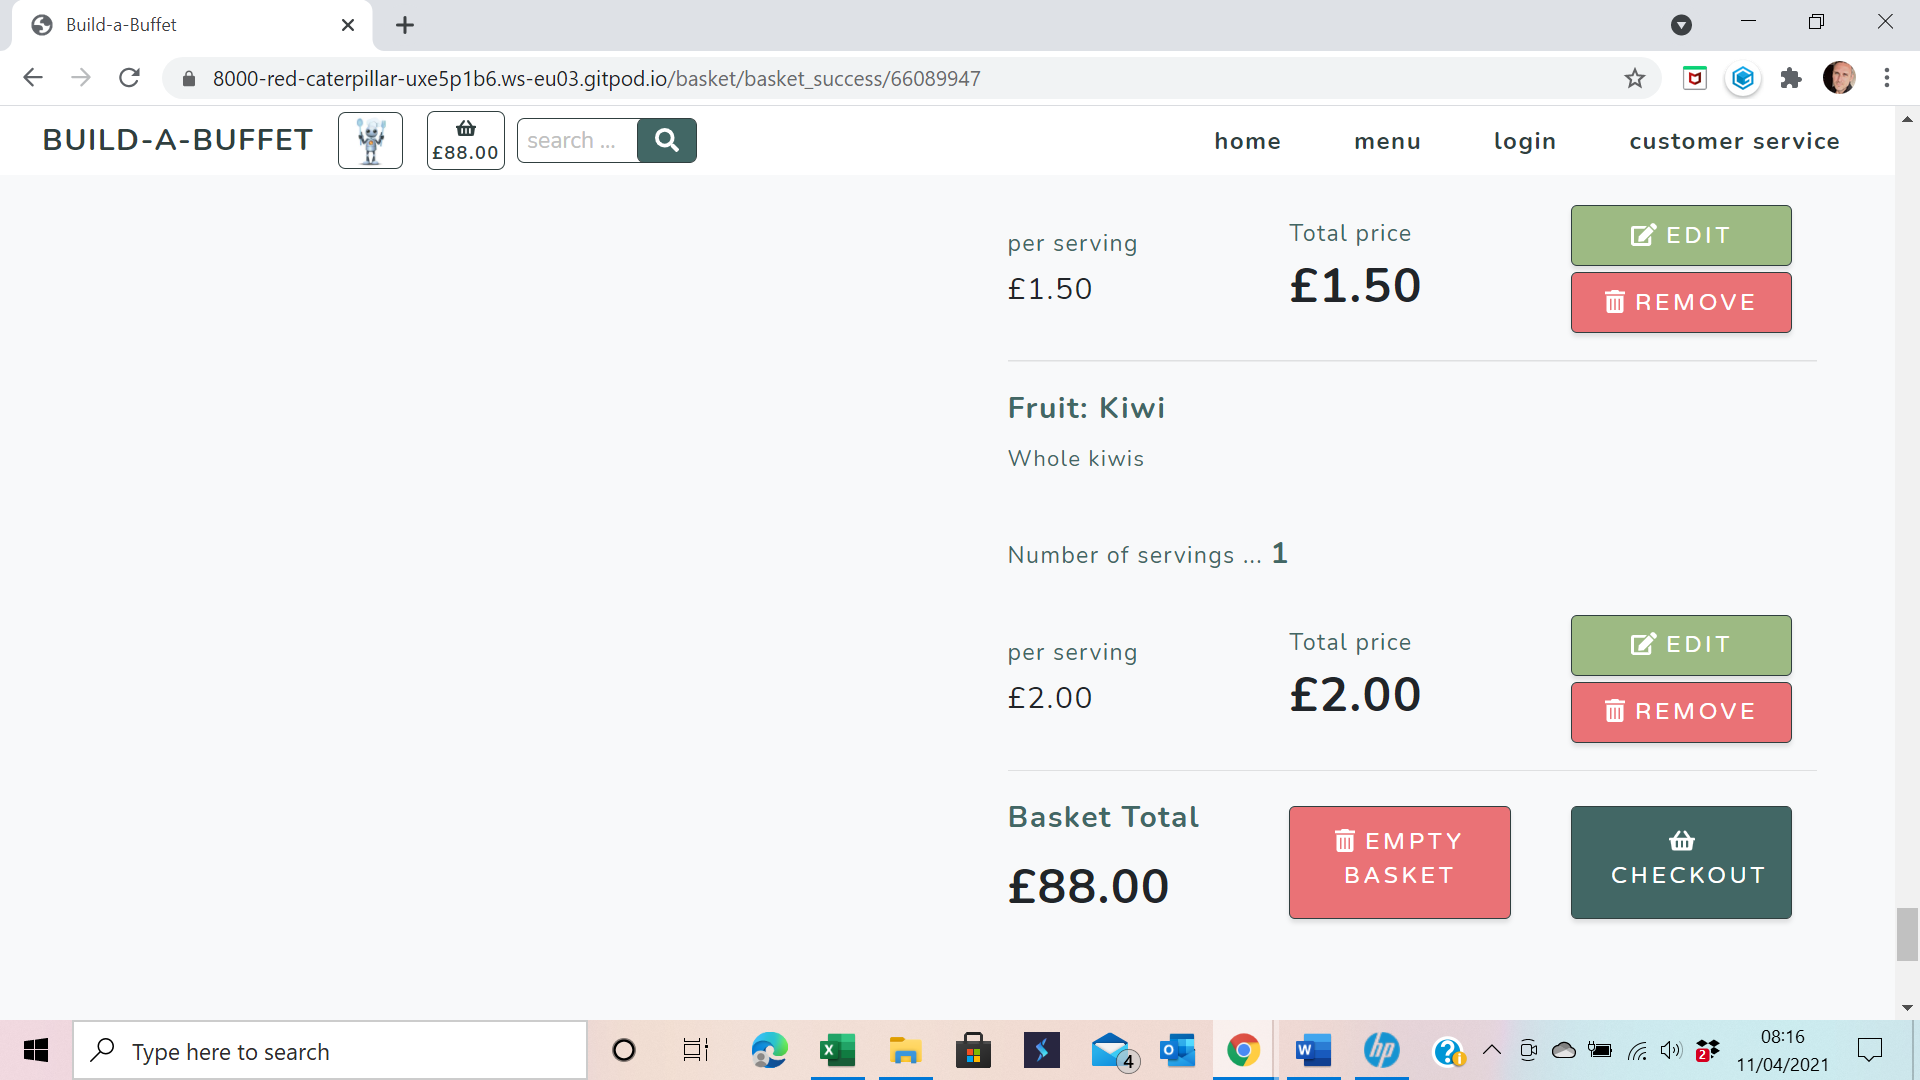 Build-a-Buffet
8000-red-caterpillar-uxe5p1b6.ws-eu03.gitpod.io/basket/basket_success/66089947
BUILD-A-BUFFET
£88.00
search ...
home
menu
login
customer service
per serving
£1.50
Total price
£1.50
EDIT
REMOVE
Fruit: Kiwi
Whole kiwis
Number of servings ... 1
per serving
£2.00
Total price
£2.00
EDIT
REMOVE
Basket Total
£88.00
EMPTY
BASKET
CHECKOUT
Type here to search
4
2
08:16
11/04/2021